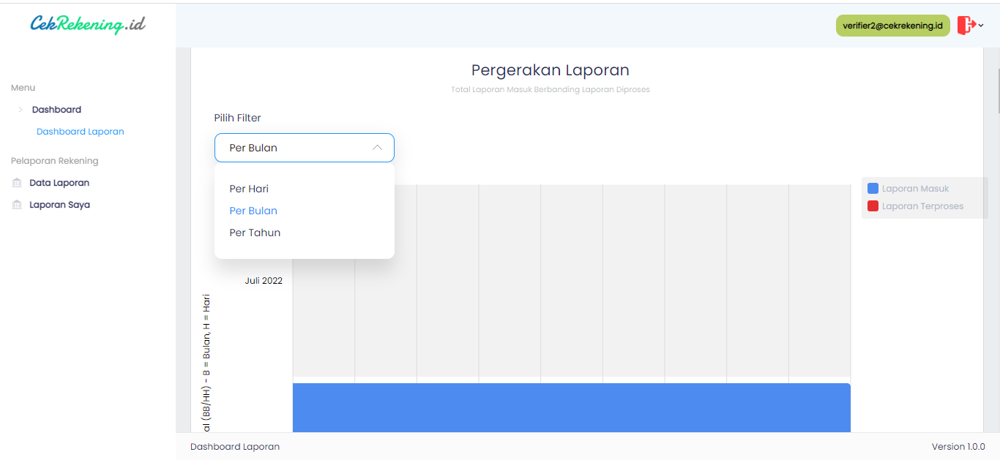 CekRekening.id
verifier2@cekrekening.id
Menu
Dashboard
Dashboard Laporan
Pelaporan Rekening
Data Laporan
Laporan Saya
Pergerakan Laporan
Total Laporan Masuk Berbanding Laporan Diproses
Pilih Filter
Per Bulan
Per Hari
Per Bulan
Per Tahun
Laporan Masuk
Laporan Terproses
Juli 2022
(BB/HH) - B = Bulan, H = Hari
Dashboard Laporan
Version 1.0.0